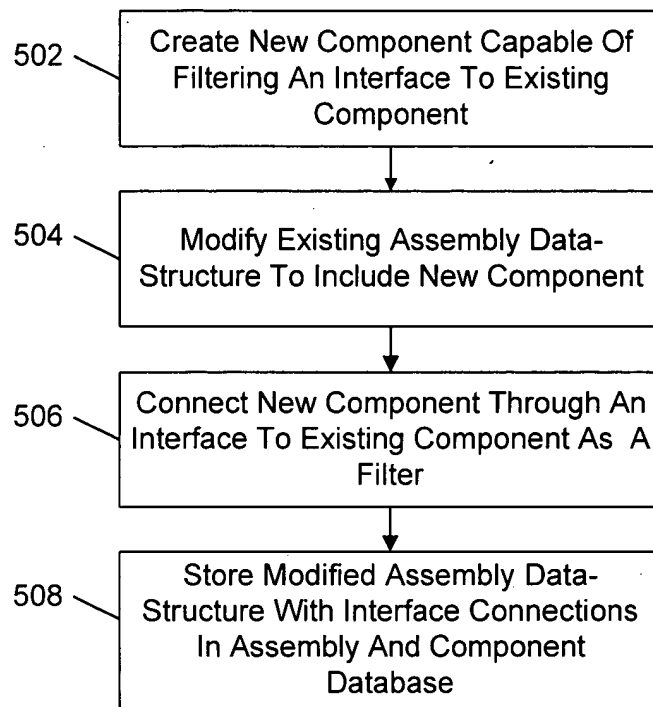 502
Create New Component Capable Of
Filtering An Interface To Existing
Component
504
Modify Existing Assembly Data-
Structure To Include New Component
506
Connect New Component Through An
Interface To Existing Component As A
Filter
508
Store Modified Assembly Data-
Structure With Interface Connections
In Assembly And Component
Database